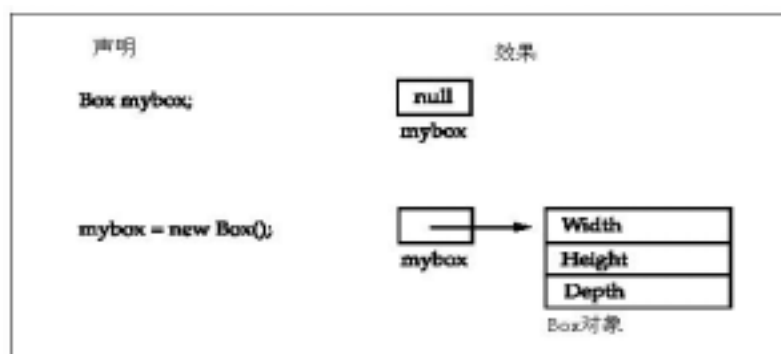 声明
效果
Box mybox;
null
mybox
mybox = new Box();
mybox
Width
Height
Depth
Box对象